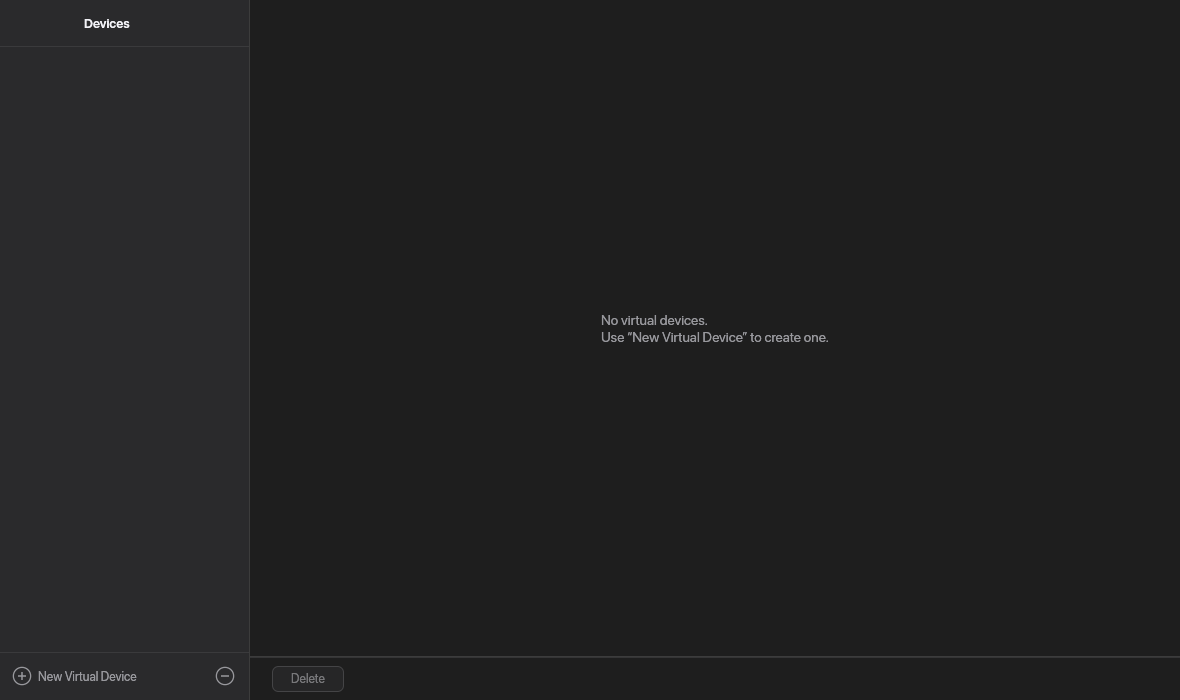 Devices
No virtual devices.
Use "New Virtual Device" to create one.
New Virtual Device
Delete